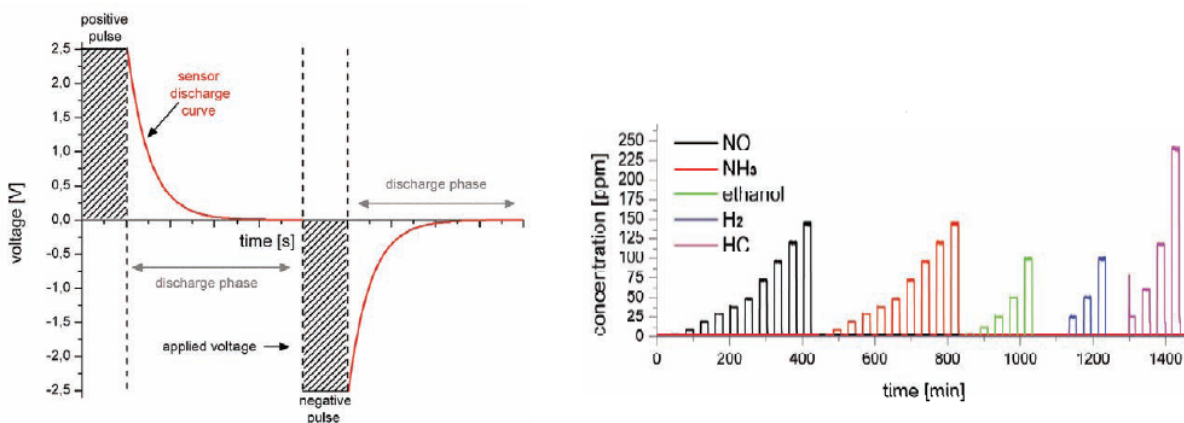 positive
pulse
2.5
2.0
1.5
1.0
0.5
0.0
-0.5
-1.0
-1.5
-2.0
-2.5
voltage [V]
sensor
discharge
curve
discharge phase
time [s]
discharge phase
applied voltage
negative
pulse
250
225
200
175
150
125
100
75
50
25
0
concentration [ppm]
NO
NH₃
ethanol
H₂
HC
0 200 400 600 800 1000 1200 1400
time [min]